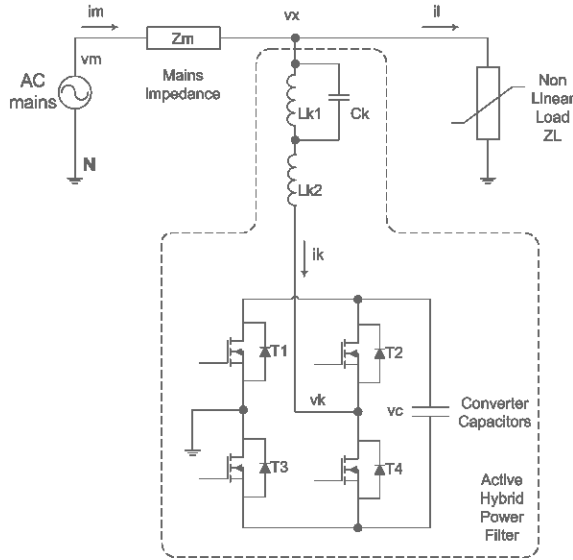 im
vx
il
Zm
vm
AC
mains
Mains
Impedance
Lk1
Ck
Non
LInear
Load
ZL
N
Lk2
ik
T1
T2
vk
vc
Converter
Capacitors
T3
T4
Active
Hybrid
Power
Filter